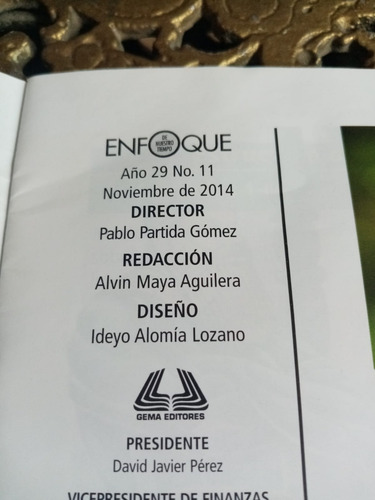 ENFOQUE
DE
NUESTRO
TIEMPO
Año 29 No. 11
Noviembre de 2014
DIRECTOR
Pablo Partida Gómez
REDACCIÓN
Alvin Maya Aguilera
DISEÑO
Ideyo Alomía Lozano
GEMA EDITORES
PRESIDENTE
David Javier Pérez
VICEPRESIDENTE DE FINANZAS